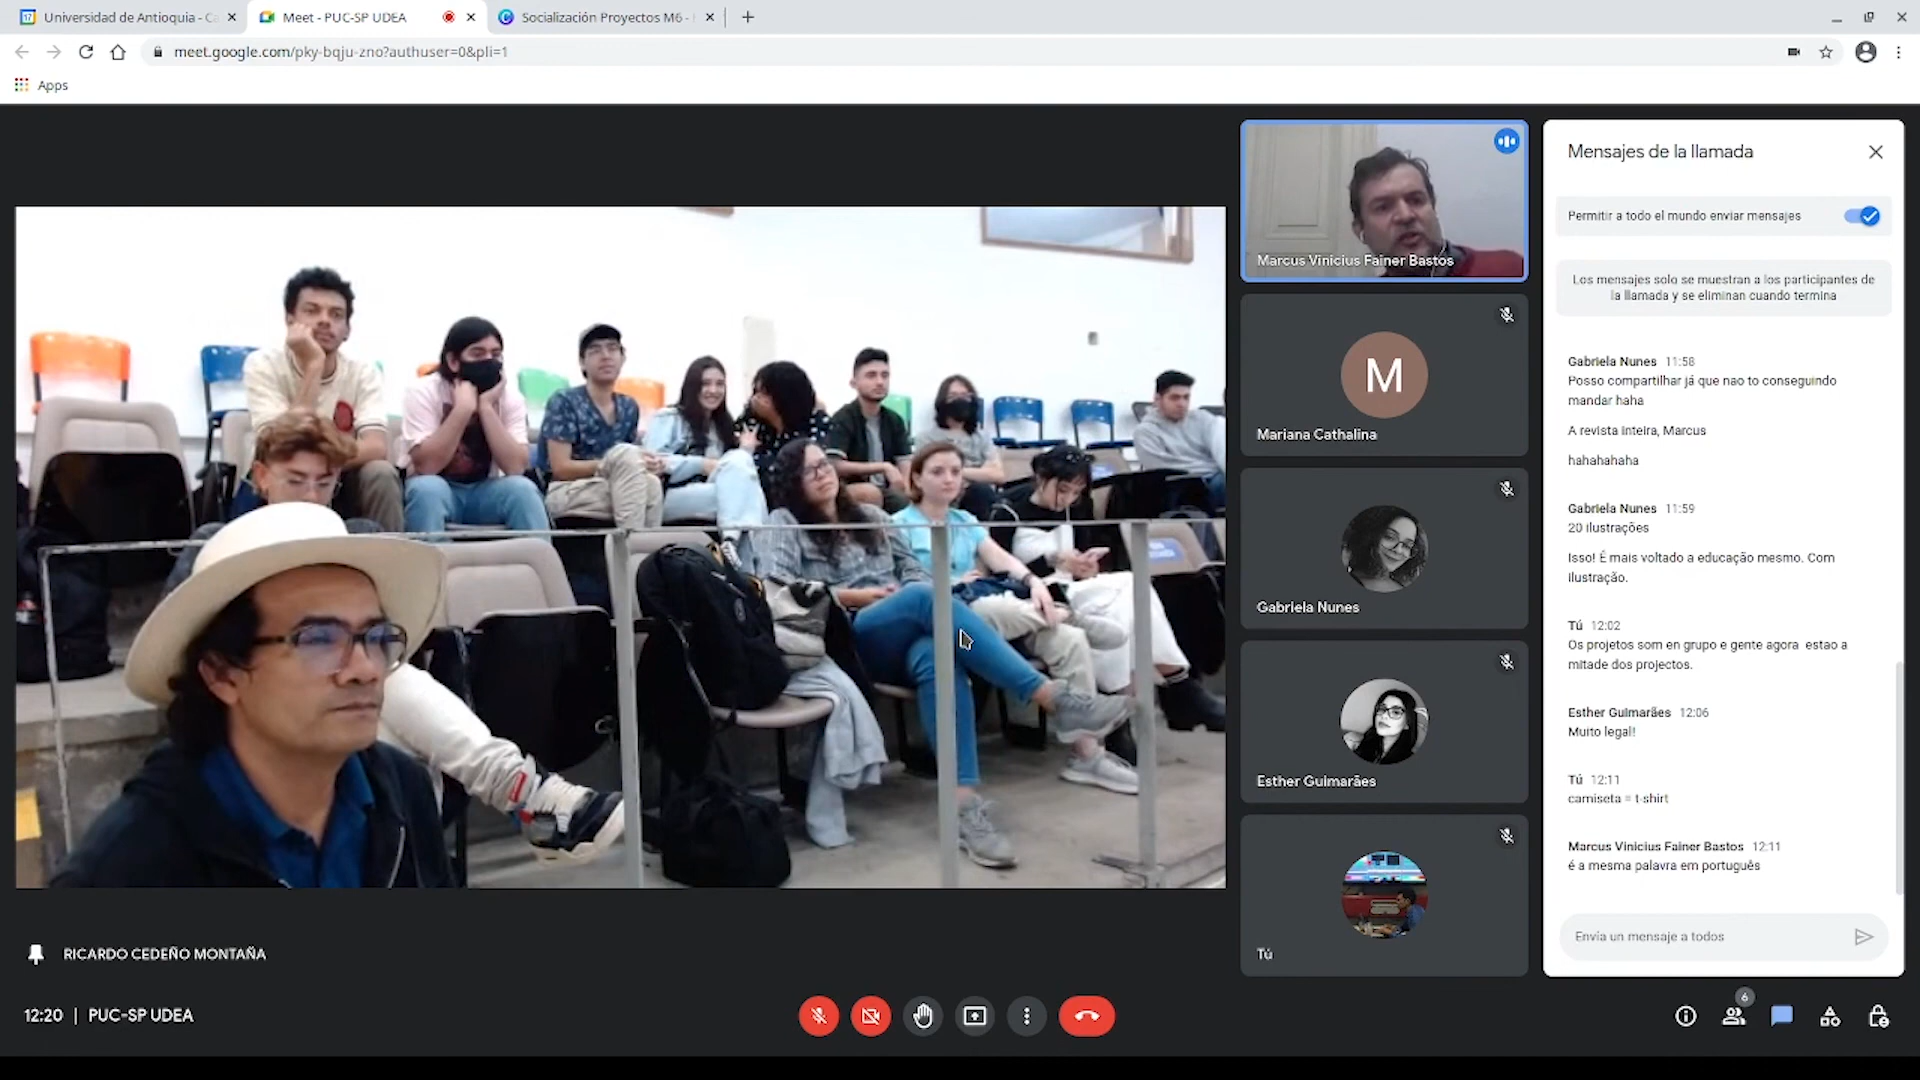 Universidad de Antioquia - Ca
Meet - PUC-SP UDEA
Socialización Proyectos M6 -
meet.google.com/pky-bqju-zno?authuser=0&pli=1
Apps
Marcus Vinicius Fainer Bastos
M
Mariana Cathalina
Gabriela Nunes
Esther Guimarães
Tú
Mensajes de la llamada
Permitir a todo el mundo enviar mensajes
Los mensajes solo se muestran a los participantes de
la llamada y se eliminan cuando termina
Gabriela Nunes 11:58
Posso compartilhar já que nao to conseguindo
mandar haha
A revista inteira, Marcus
hahahahaha
Gabriela Nunes 11:59
20 ilustrações
Isso! É mais voltado a educação mesmo. Com
ilustração.
Tú 12:02
Os projetos som en grupo e gente agora estao a
mitade dos projectos.
Esther Guimarães 12:06
Muito legal!
Tú 12:11
camiseta = t-shirt
Marcus Vinicius Fainer Bastos 12:11
é a mesma palavra em português
Envía un mensaje a todos
RICARDO CEDEÑO MONTAÑA
12:20 | PUC-SP UDEA
6